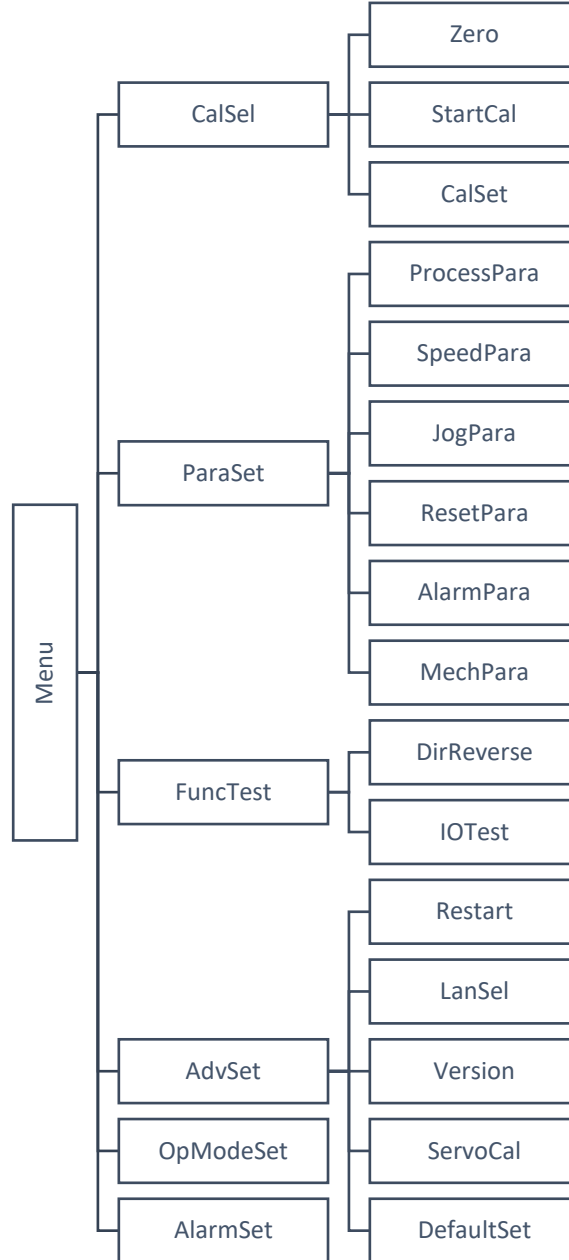 Menu
CalSel
Zero
StartCal
CalSet
ParaSet
ProcessPara
SpeedPara
JogPara
ResetPara
AlarmPara
MechPara
FuncTest
DirReverse
IOTest
AdvSet
Restart
LanSel
Version
ServoCal
DefaultSet
OpModeSet
AlarmSet